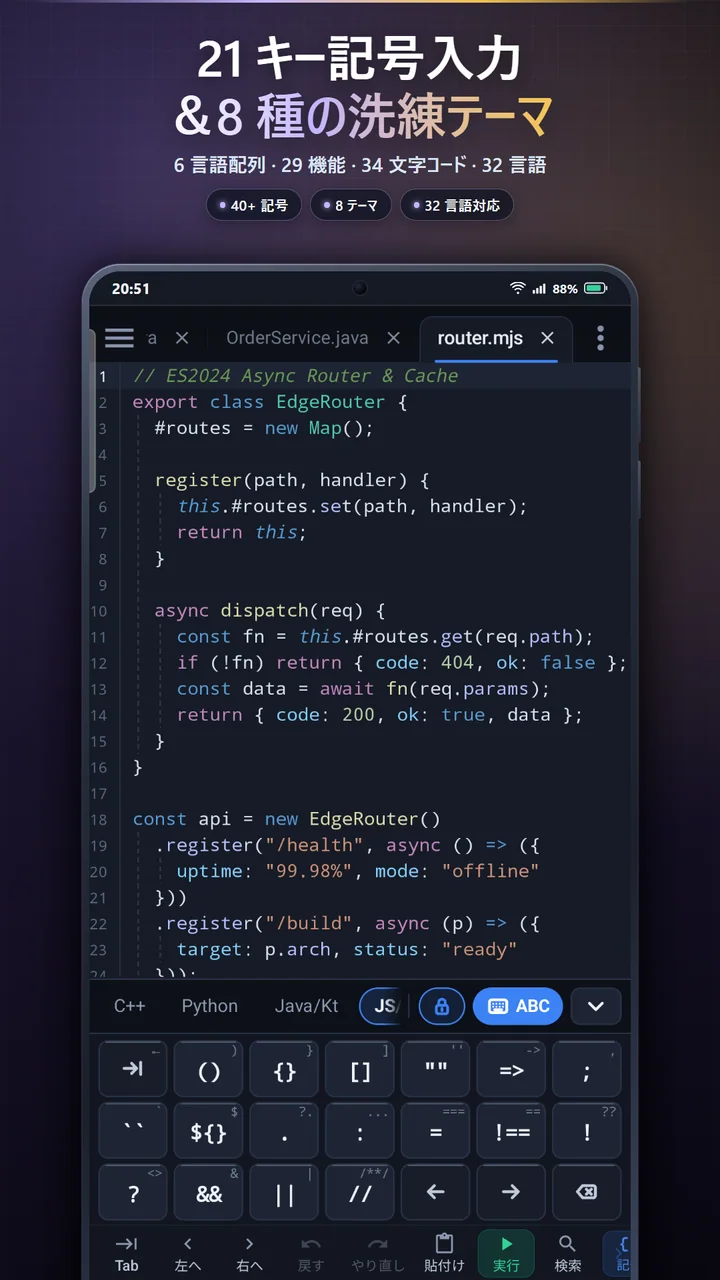 21 キー記号入力
&8 種の洗練テーマ
6 言語配列 · 29 機能 · 34 文字コード · 32 言語
40+ 記号 8 テーマ 32 言語対応
20:51 88%
a × OrderService.java × router.mjs ×
1 // ES2024 Async Router & Cache
2 export class EdgeRouter {
3   #routes = new Map();
4
5   register(path, handler) {
6     this.#routes.set(path, handler);
7     return this;
8   }
9
10   async dispatch(req) {
11     const fn = this.#routes.get(req.path);
12     if (!fn) return { code: 404, ok: false };
13     const data = await fn(req.params);
14     return { code: 200, ok: true, data };
15   }
16 }
17
18 const api = new EdgeRouter()
19   .register("/health", async () => ({
20     uptime: "99.98%", mode: "offline"
21   }))
22   .register("/build", async (p) => ({
23     target: p.arch, status: "ready"
24   }));
C++ Python Java/Kt JS/ ABC
← ) } ] '' -> ,
→| () {} [] "" => ;
` $ ?. ... === == ??
`` ${} . : = !== !
<> & | /**/
? && || // ← → ⌫
Tab 左へ 右へ 戻す やり直し 貼付け 実行 検索 記